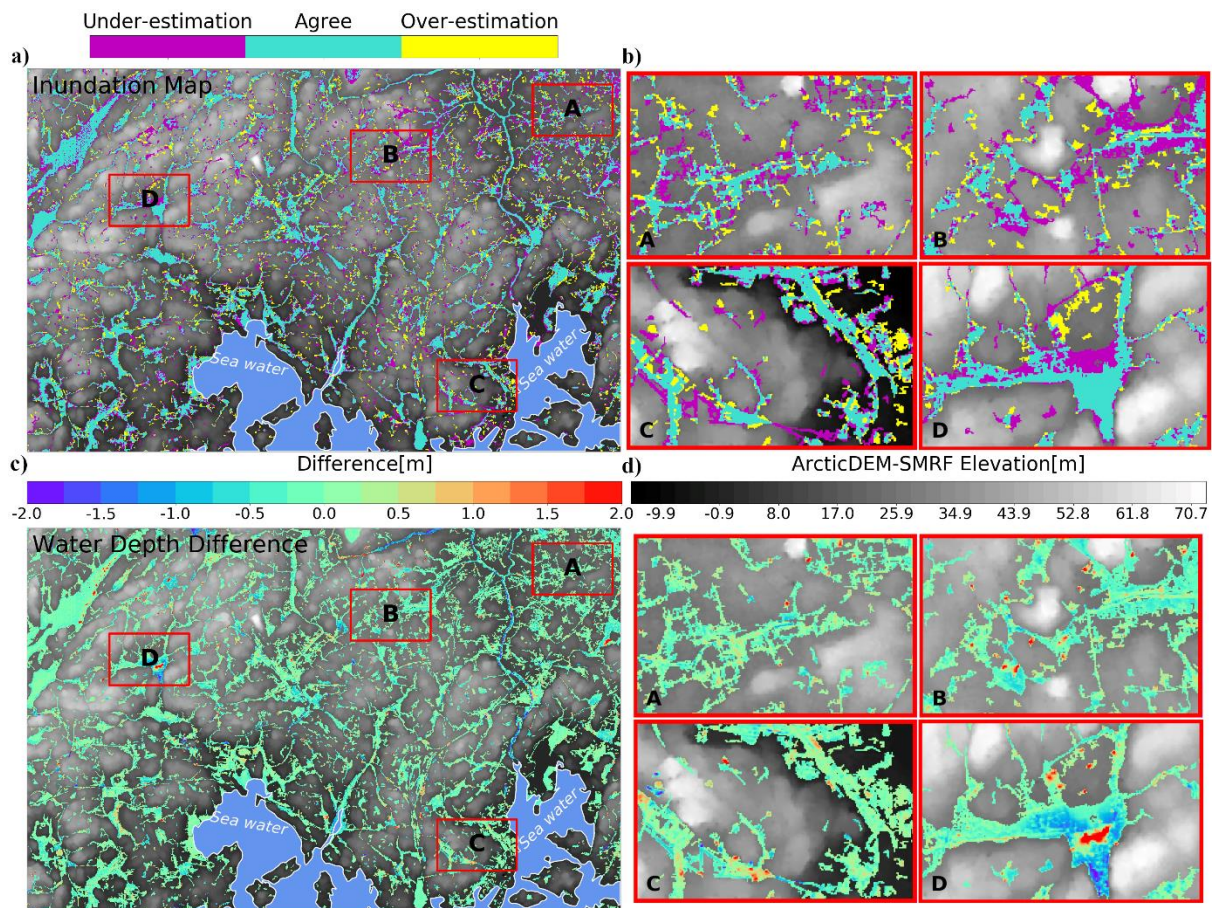 Under-estimation Agree Over-estimation
a)
Inundation Map
A
B
D
C
Sea water
Sea water
b)
A
B
C
D
c)
Difference[m]
-2.0 -1.5 -1.0 -0.5 0.0 0.5 1.0 1.5 2.0
Water Depth Difference
A
B
D
C
Sea water
Sea water
d)
ArcticDEM-SMRF Elevation[m]
-9.9 -0.9 8.0 17.0 25.9 34.9 43.9 52.8 61.8 70.7
A
B
C
D